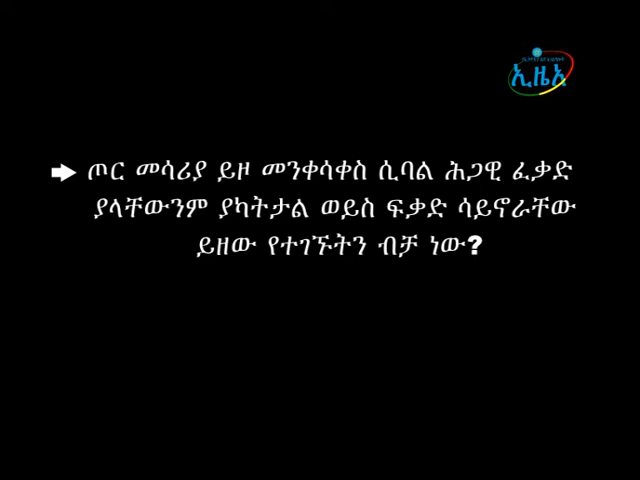 ኢዜአ
ጦር መሳሪያ ይዞ መንቀሳቀስ ሲባል ሕጋዊ ፈቃድ
ያላቸውንም ያካትታል ወይስ ፍቃድ ሳይኖራቸው
ይዘው የተገኙትን ብቻ ነው?